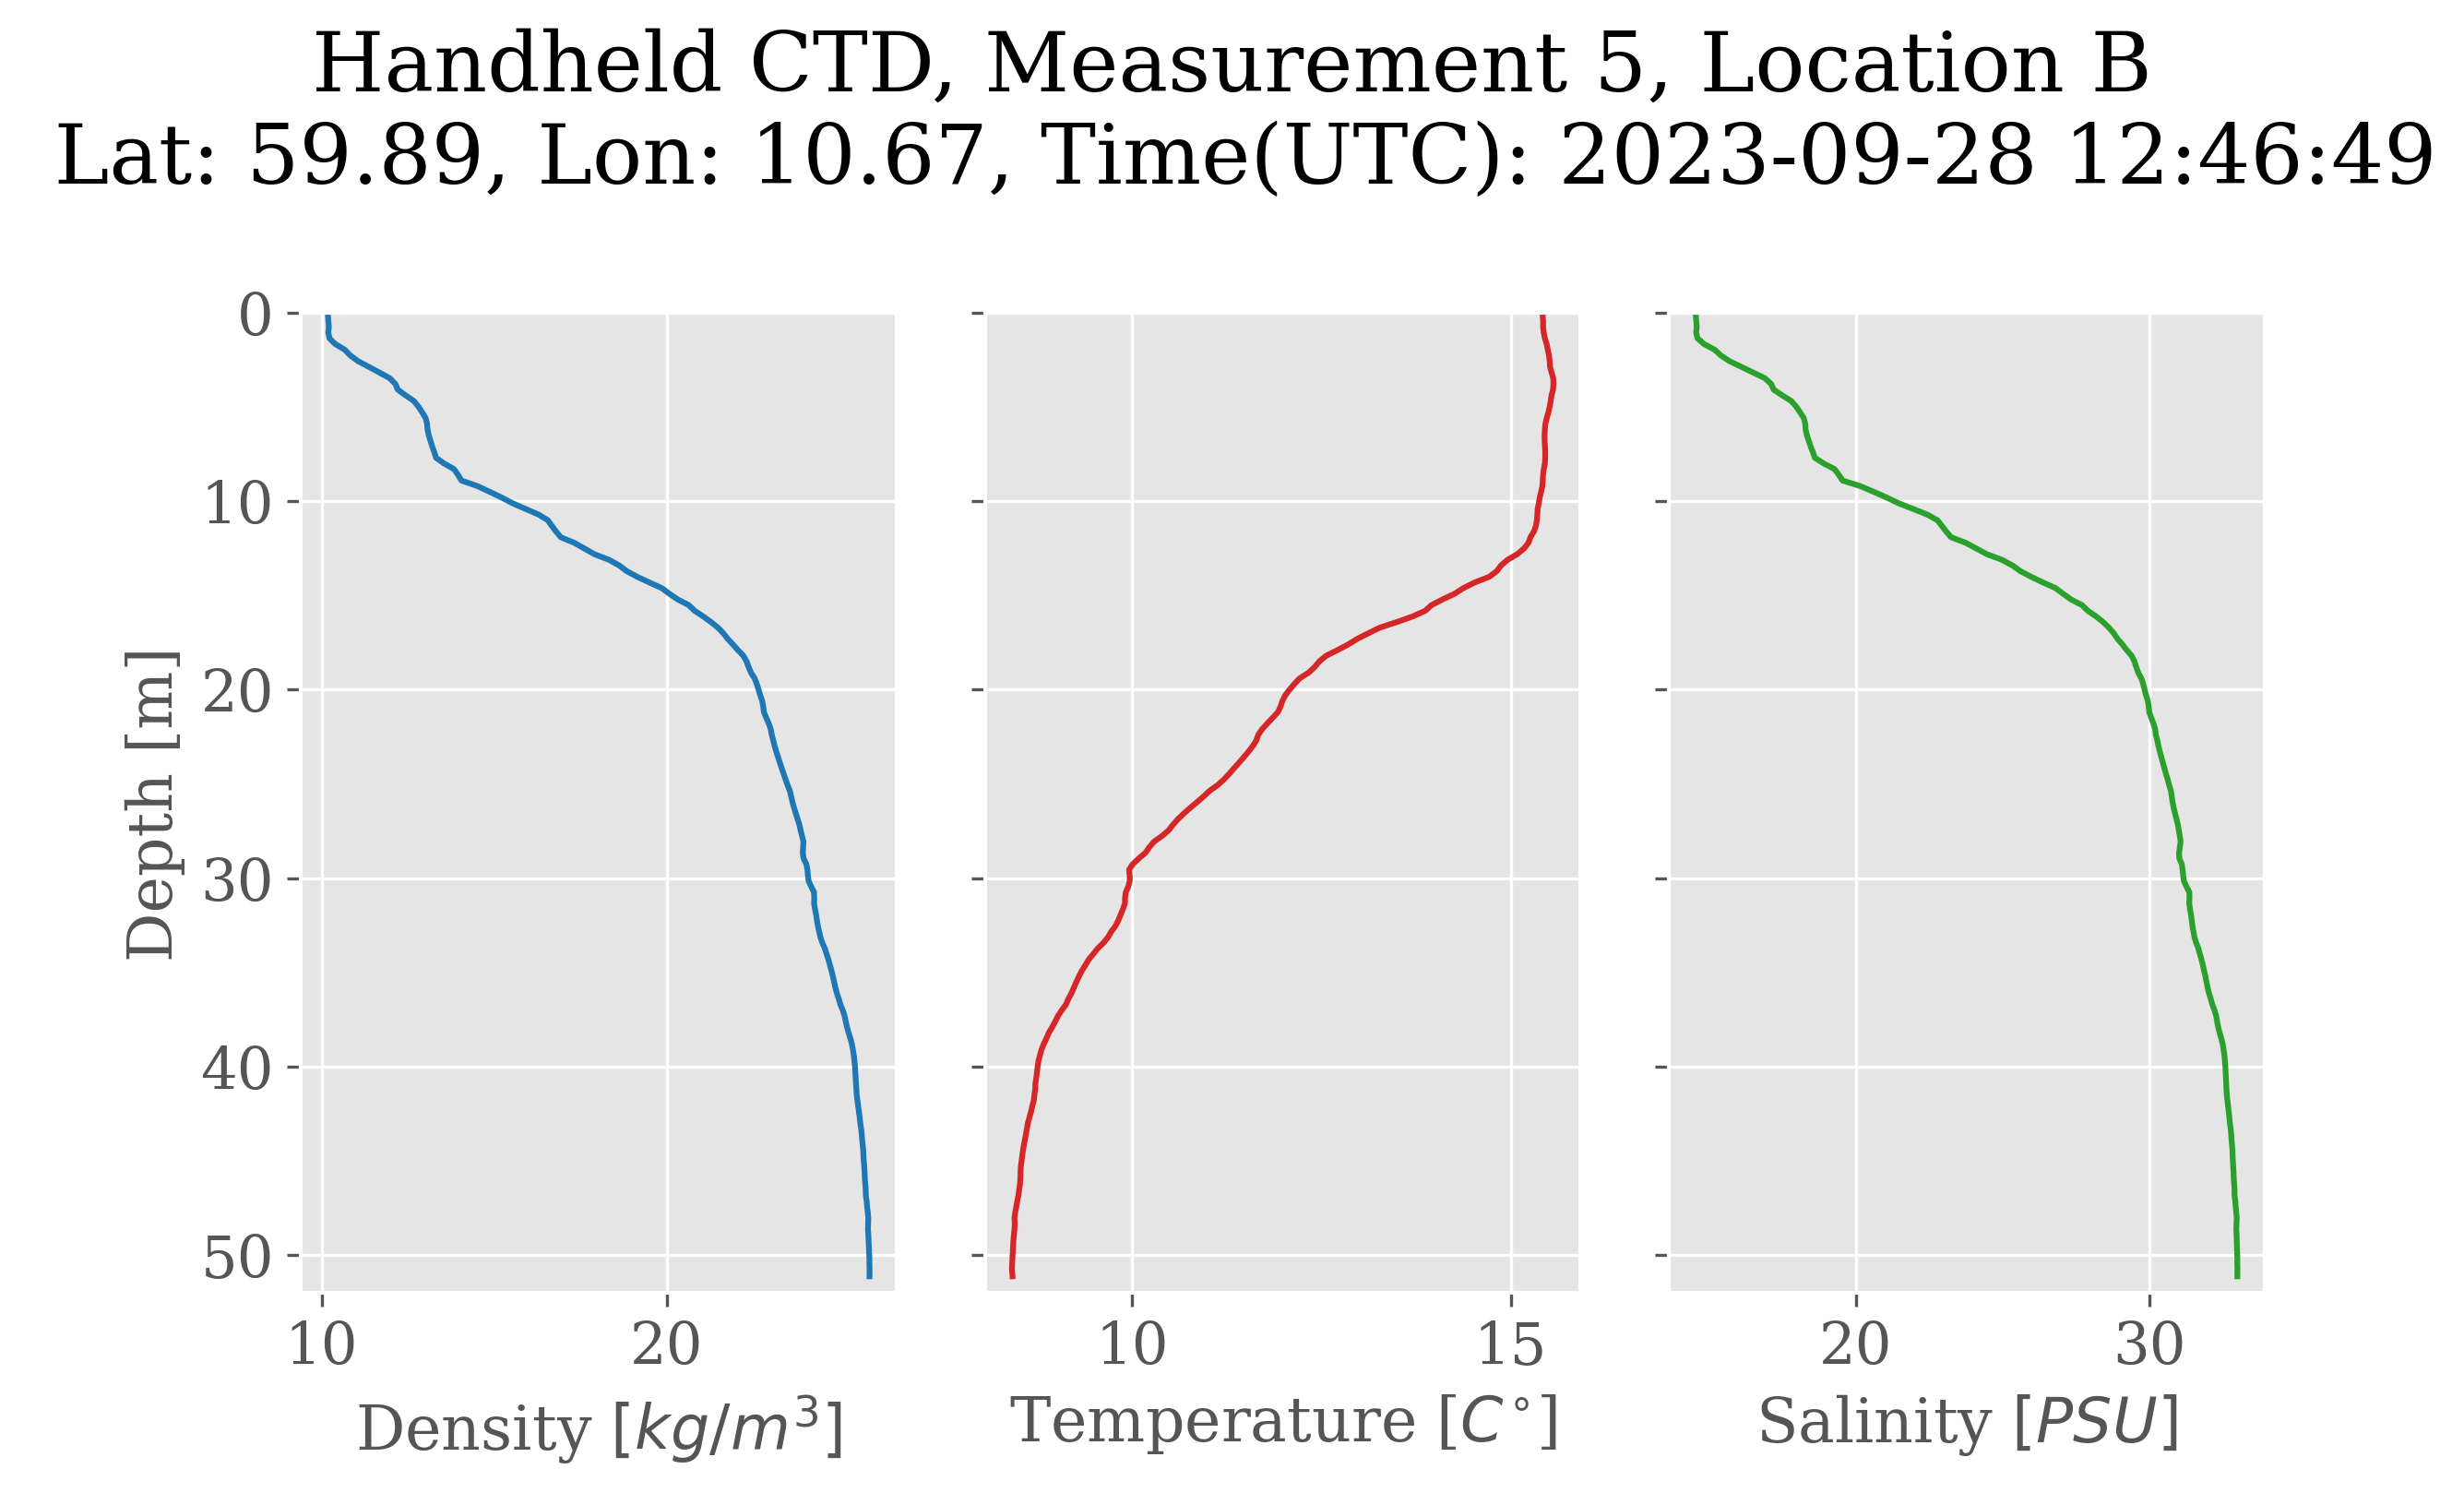 Handheld CTD, Measurement 5, Location B
Lat: 59.89, Lon: 10.67, Time(UTC): 2023-09-28 12:46:49
0
10
20
30
40
50
Depth [m]
10 20
Density [kg/m³]
10 15
Temperature [C°]
20 30
Salinity [PSU]